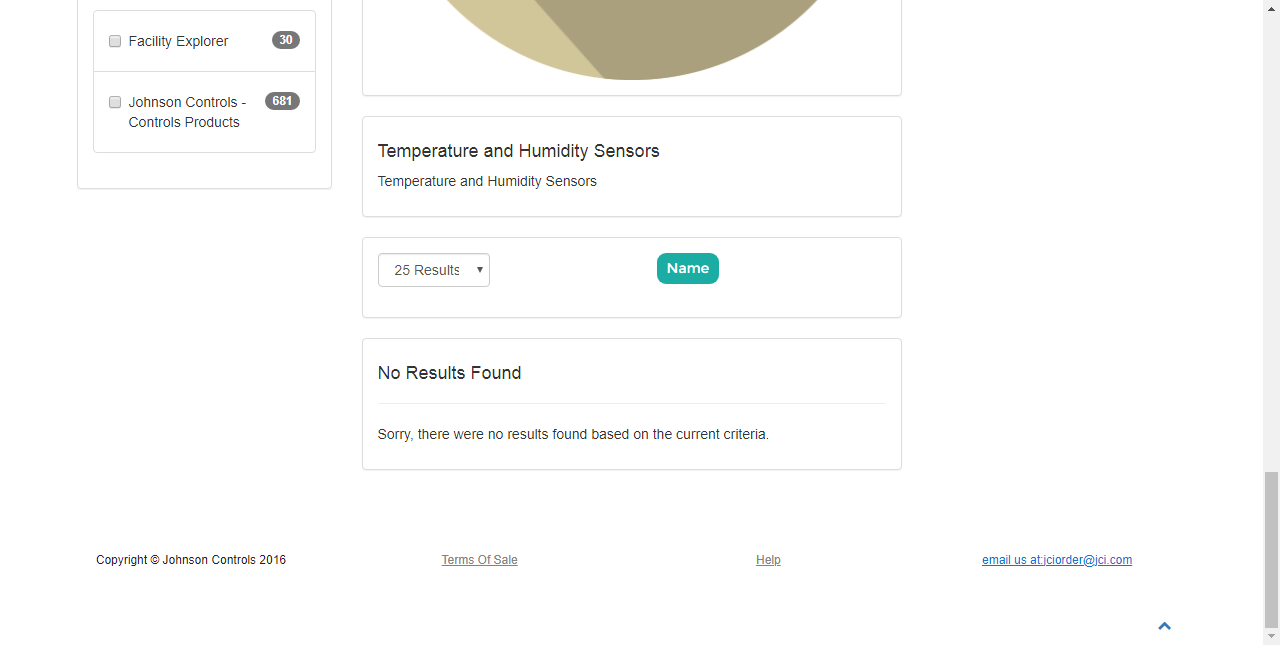 Facility Explorer 30
Johnson Controls - 681
Controls Products
Temperature and Humidity Sensors
Temperature and Humidity Sensors
25 Results
Name
No Results Found
Sorry, there were no results found based on the current criteria.
Copyright © Johnson Controls 2016
Terms Of Sale
Help
email us at:jciorder@jci.com